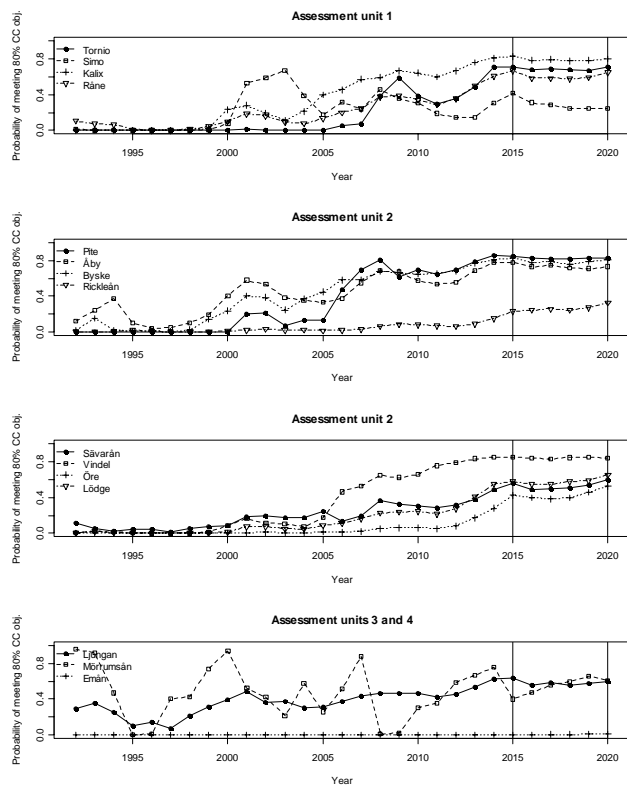 Assessment unit 1
Probability of meeting 80% CC obj.
0.0 0.4 0.8
Tornio
Simo
Kalix
Råne
1995 2000 2005 2010 2015 2020
Year
Assessment unit 2
Probability of meeting 80% CC obj.
0.0 0.4 0.8
Pite
Åby
Byske
Rickleån
1995 2000 2005 2010 2015 2020
Year
Assessment unit 2
Probability of meeting 80% CC obj.
0.0 0.4 0.8
Sävarån
Vindel
Öre
Lödge
1995 2000 2005 2010 2015 2020
Year
Assessment units 3 and 4
Probability of meeting 80% CC obj.
0.0 0.4 0.8
Ljungan
Mörrumsån
Emån
1995 2000 2005 2010 2015 2020
Year